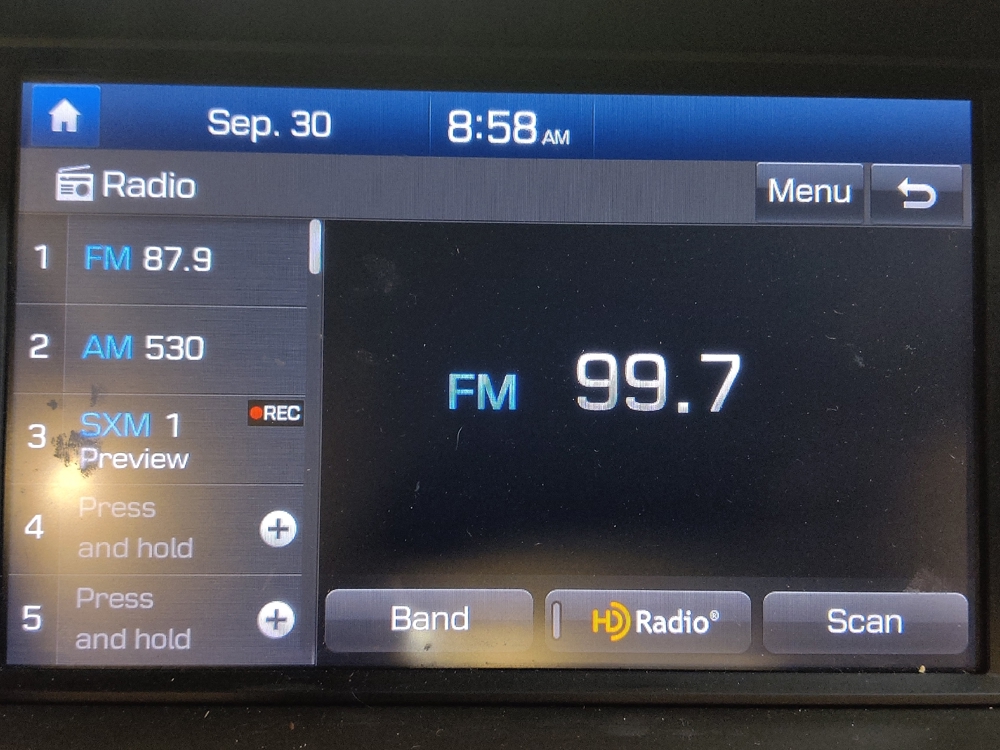 Sep. 30 8:58 AM
Radio Menu
1 FM 87.9
2 AM 530
3 SXM 1 REC
Preview
4 Press
and hold
5 Press
and hold
FM 99.7
Band HD Radio® Scan